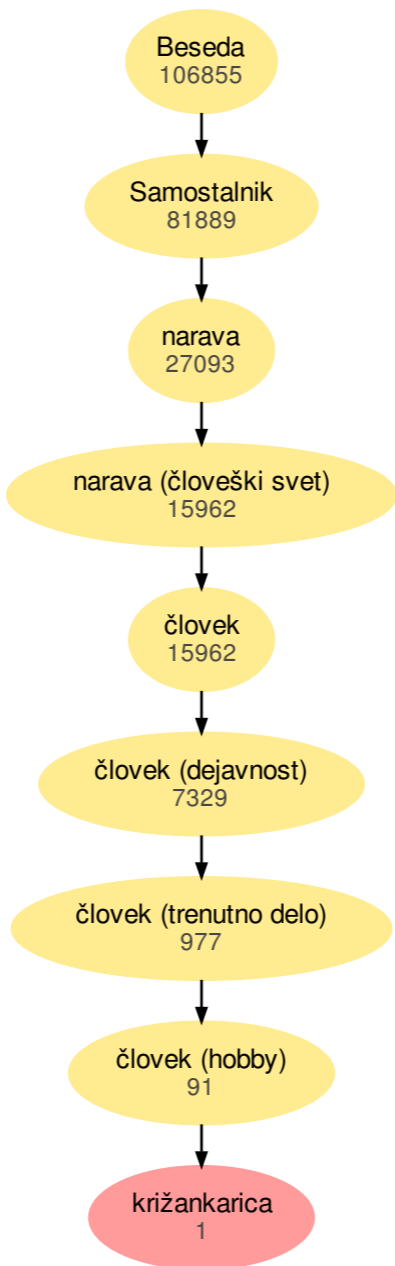 Beseda
106855
Samostalnik
81889
narava
27093
narava (človeški svet)
15962
človek
15962
človek (dejavnost)
7329
človek (trenutno delo)
977
človek (hobby)
91
križankarica
1